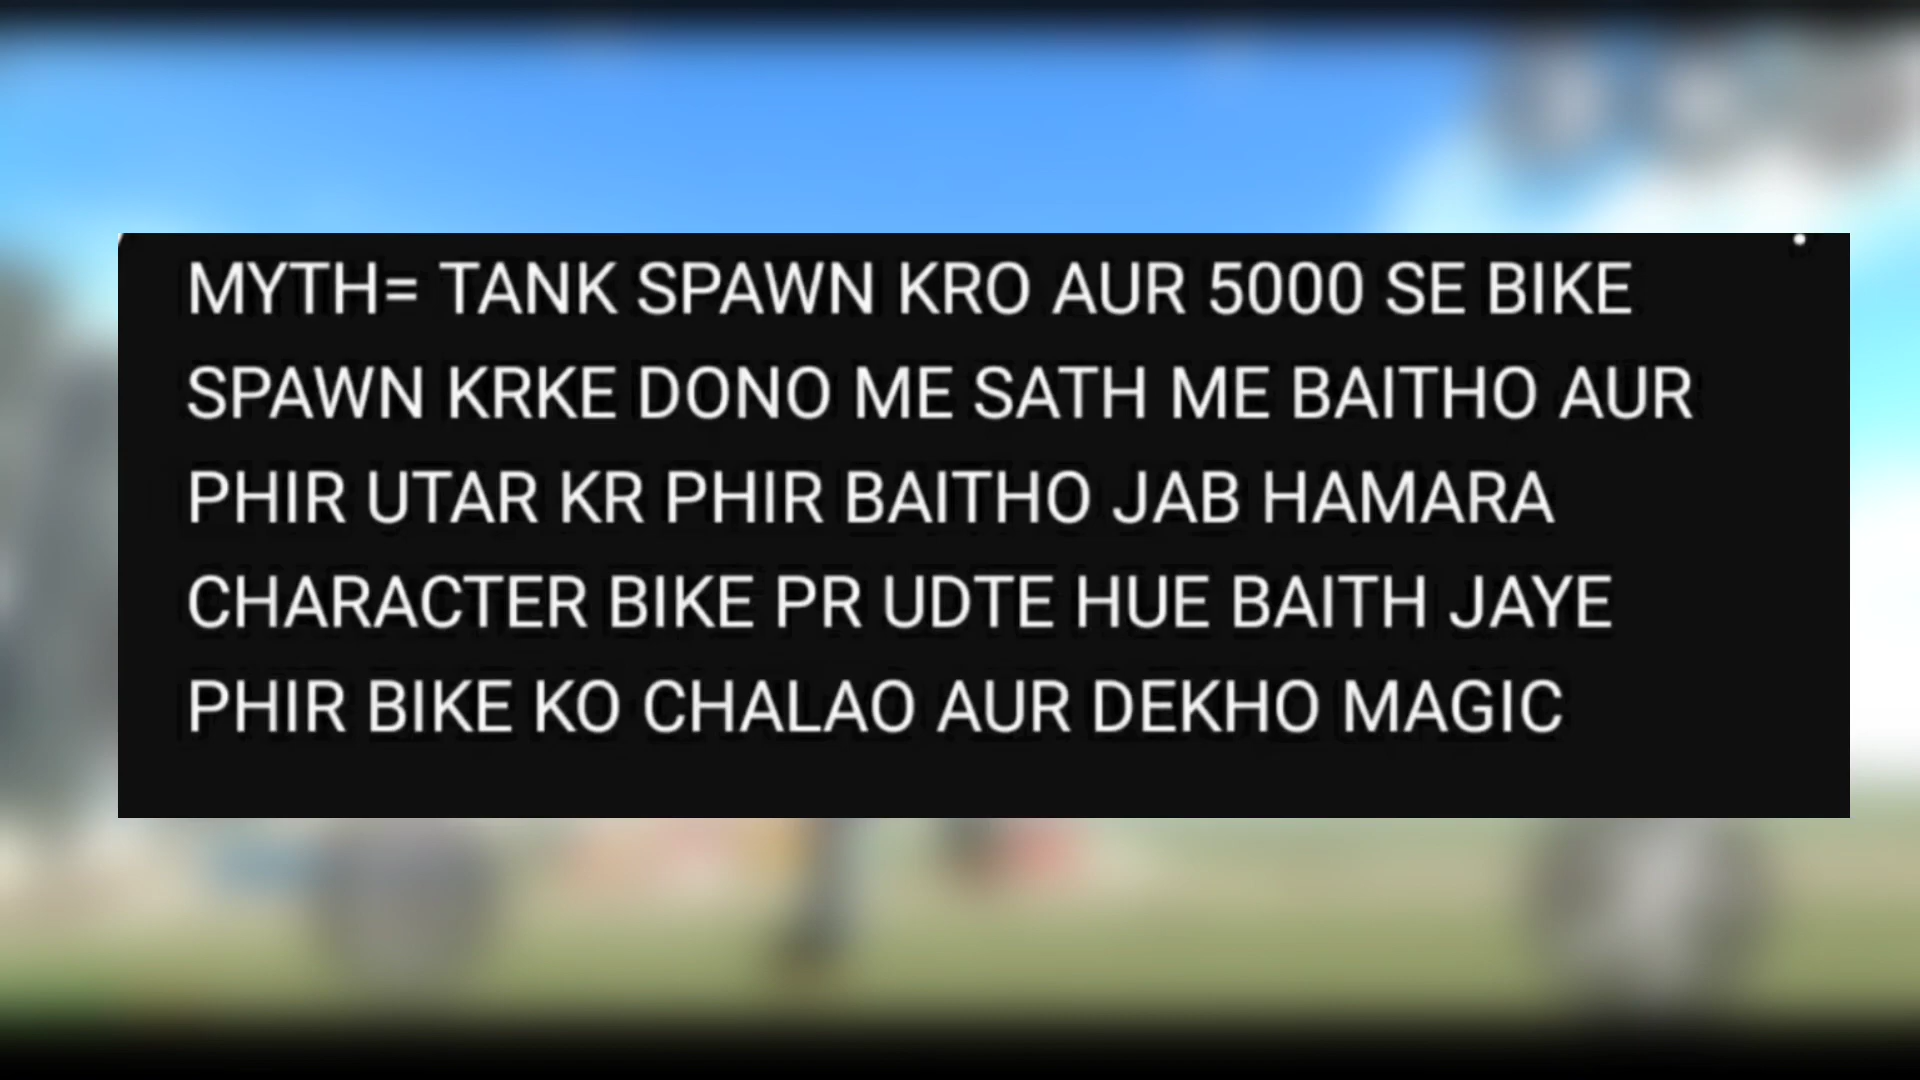 MYTH= TANK SPAWN KRO AUR 5000 SE BIKE
SPAWN KRKE DONO ME SATH ME BAITHO AUR
PHIR UTAR KR PHIR BAITHO JAB HAMARA
CHARACTER BIKE PR UDTE HUE BAITH JAYE
PHIR BIKE KO CHALAO AUR DEKHO MAGIC